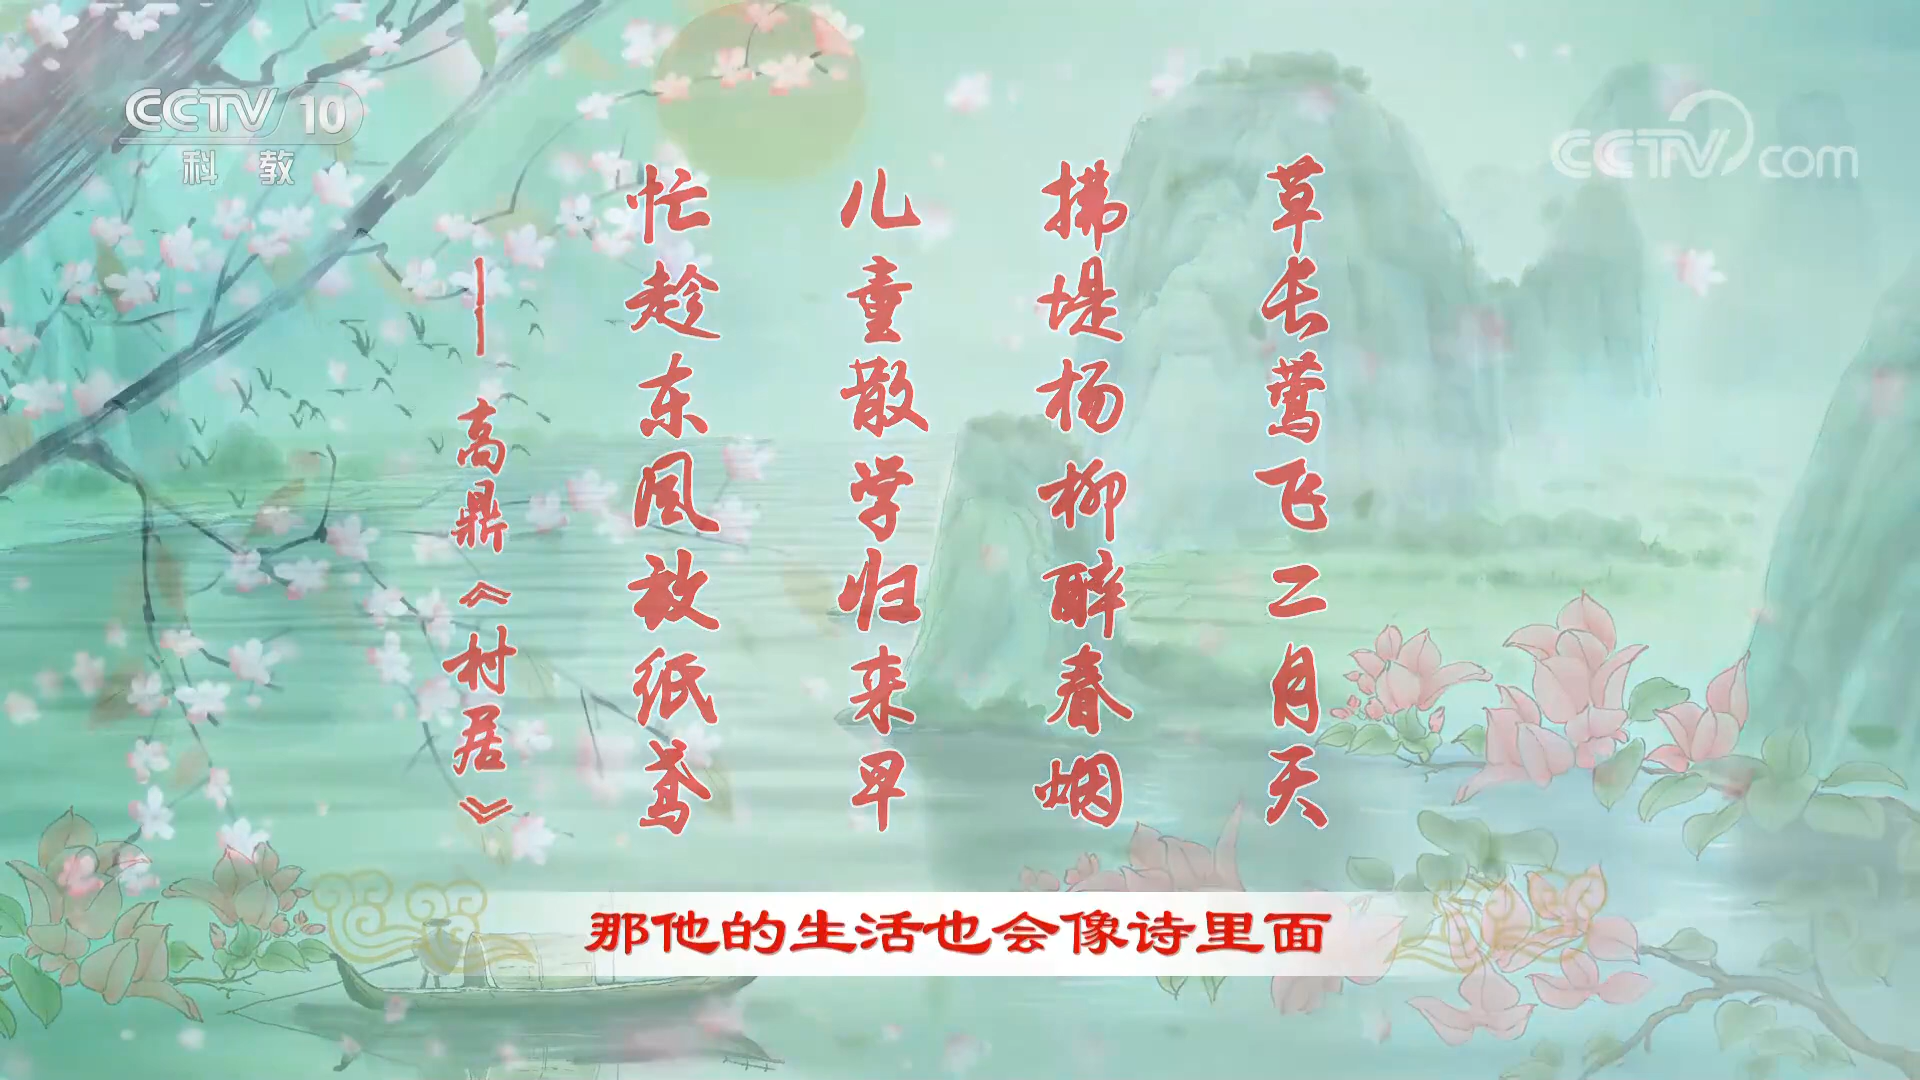 CCTV 10
科教
CCTV com
草长莺飞二月天
拂堤杨柳醉春烟
儿童散学归来早
忙趁东风放纸鸢
—高鼎《村居》
那他的生活也会像诗里面